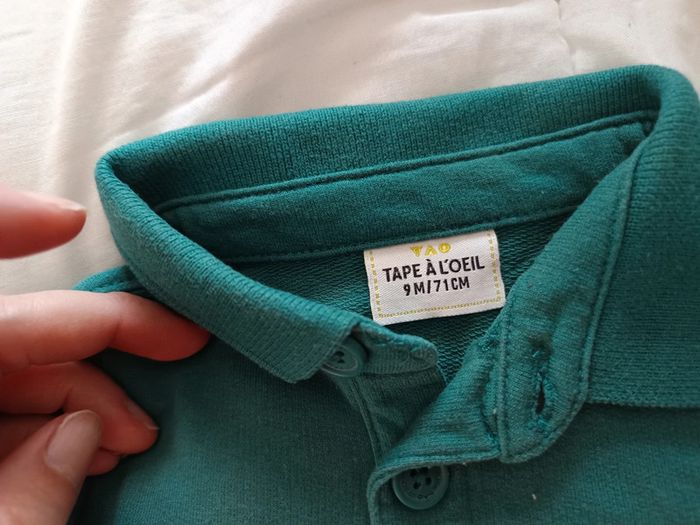 TAO
TAPE À L'OEIL
9M/71CM